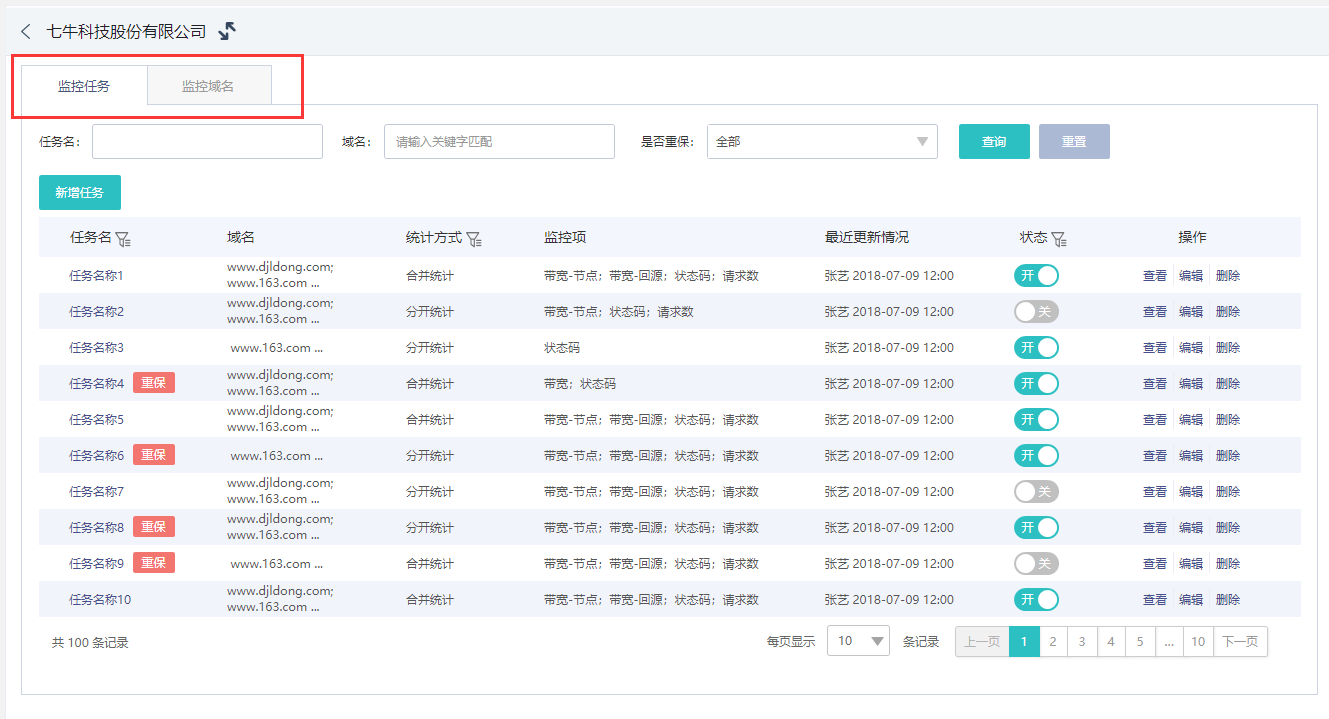 七牛科技股份有限公司
监控任务 监控域名
任务名： 域名： 请输入关键字匹配 是否重保： 全部 查询 重置
新增任务
任务名 域名 统计方式 监控项 最近更新情况 状态 操作
任务名称1 www.djldong.com; www.163.com ... 合并统计 带宽-节点；带宽-回源；状态码；请求数 张艺 2018-07-09 12:00 开 查看 编辑 删除
任务名称2 www.djldong.com; www.163.com ... 分开统计 带宽-节点；状态码；请求数 张艺 2018-07-09 12:00 关 查看 编辑 删除
任务名称3 www.163.com ... 分开统计 状态码 张艺 2018-07-09 12:00 开 查看 编辑 删除
任务名称4 重保 www.djldong.com; www.163.com ... 合并统计 带宽；状态码 张艺 2018-07-09 12:00 开 查看 编辑 删除
任务名称5 www.djldong.com; www.163.com ... 合并统计 带宽-节点；带宽-回源；状态码；请求数 张艺 2018-07-09 12:00 开 查看 编辑 删除
任务名称6 重保 www.163.com ... 分开统计 带宽-节点；带宽-回源；状态码；请求数 张艺 2018-07-09 12:00 开 查看 编辑 删除
任务名称7 www.djldong.com; www.163.com ... 分开统计 带宽-节点；带宽-回源；状态码；请求数 张艺 2018-07-09 12:00 关 查看 编辑 删除
任务名称8 重保 www.djldong.com; www.163.com ... 分开统计 带宽-节点；带宽-回源；状态码；请求数 张艺 2018-07-09 12:00 开 查看 编辑 删除
任务名称9 重保 www.163.com ... 合并统计 带宽-节点；带宽-回源；状态码；请求数 张艺 2018-07-09 12:00 关 查看 编辑 删除
任务名称10 www.djldong.com; www.163.com ... 合并统计 带宽-节点；带宽-回源；状态码；请求数 张艺 2018-07-09 12:00 开 查看 编辑 删除
共 100 条记录 每页显示 10 条记录 上一页 1 2 3 4 5 ... 10 下一页